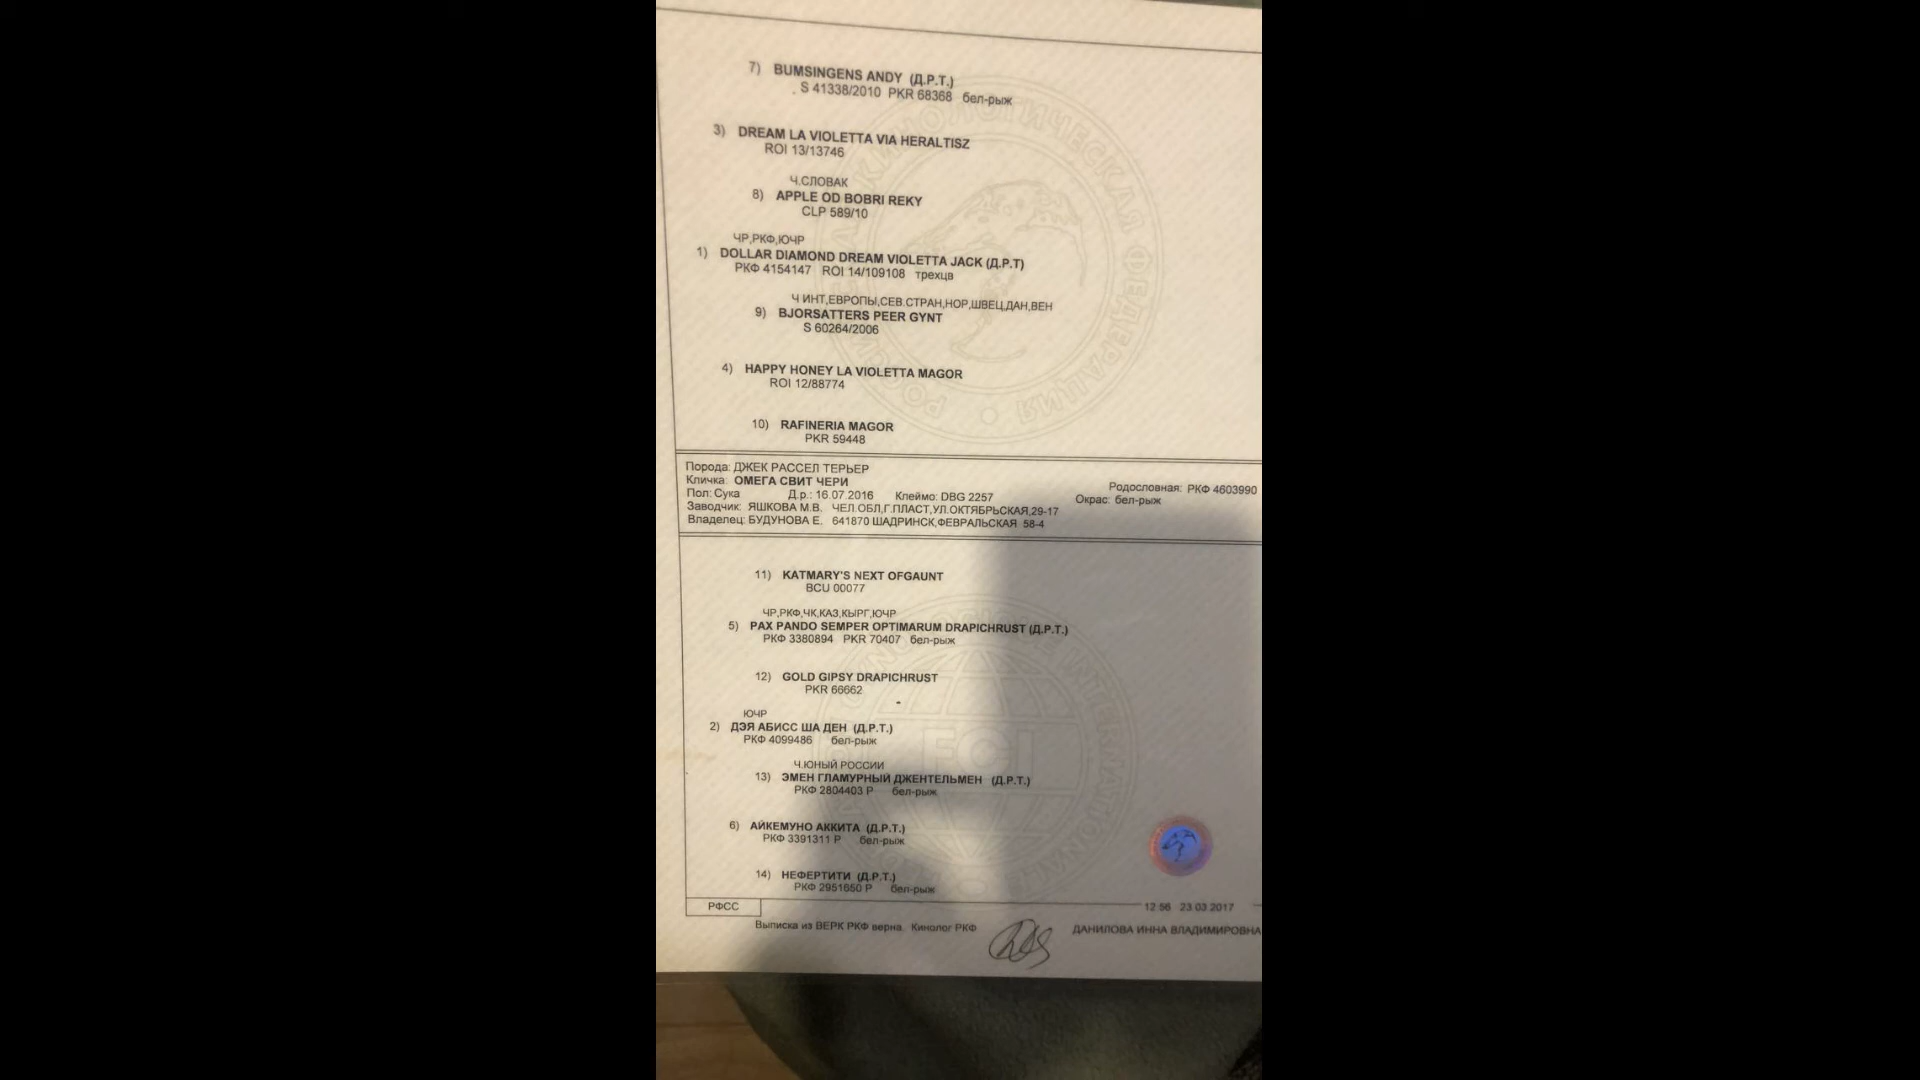 7) BUMSINGENS ANDY (Д.Р.Т.)
S 41338/2010 PKR 68368 бел-рыж
3) DREAM LA VIOLETTA VIA HERALTISZ
ROI 13/13746
Ч.СЛОВАК
8) APPLE OD BOBRI REKY
CLP 589/10
ЧР,РКФ,ЮЧР
1) DOLLAR DIAMOND DREAM VIOLETTA JACK (Д.Р.Т)
РКФ 4154147 ROI 14/109108 трехцв
Ч ИНТ,ЕВРОПЫ,СЕВ.СТРАН,НОР,ШВЕЦ,ДАН,ВЕН
9) BJORSATTERS PEER GYNT
S 60264/2006
4) HAPPY HONEY LA VIOLETTA MAGOR
ROI 12/88774
10) RAFINERIA MAGOR
PKR 59448
Порода: ДЖЕК РАССЕЛ ТЕРЬЕР
Кличка: ОМЕГА СВИТ ЧЕРИ Родословная: РКФ 4603990
Пол: Сука Д.р.: 16.07.2016 Клеймо: DBG 2257 Окрас: бел-рыж
Заводчик: ЯШКОВА М.В. ЧЕЛ.ОБЛ,Г.ПЛАСТ,УЛ.ОКТЯБРЬСКАЯ,29-17
Владелец: БУДУНОВА Е. 641870 ШАДРИНСК,ФЕВРАЛЬСКАЯ 58-4
11) KATMARY'S NEXT OFGAUNT
BCU 00077
ЧР,РКФ,ЧК,КАЗ,КЫРГ,ЮЧР
5) PAX PANDO SEMPER OPTIMARUM DRAPICHRUST (Д.Р.Т.)
РКФ 3380894 PKR 70407 бел-рыж
12) GOLD GIPSY DRAPICHRUST
PKR 66662
ЮЧР
2) ДЭЯ АБИСС ША ДЕН (Д.Р.Т.)
РКФ 4099486 бел-рыж
Ч.ЮНЫЙ РОССИИ
13) ЭМЕН ГЛАМУРНЫЙ ДЖЕНТЕЛЬМЕН (Д.Р.Т.)
РКФ 2804403 Р бел-рыж
6) АЙКЕМУНО АККИТА (Д.Р.Т.)
РКФ 3391311 Р бел-рыж
14) НЕФЕРТИТИ (Д.Р.Т.)
РКФ 2951650 Р бел-рыж
РФСС 12:56 23.03.2017
Выписка из ВЕРК РКФ верна. Кинолог РКФ ДАНИЛОВА ИННА ВЛАДИМИРОВНА
FCI